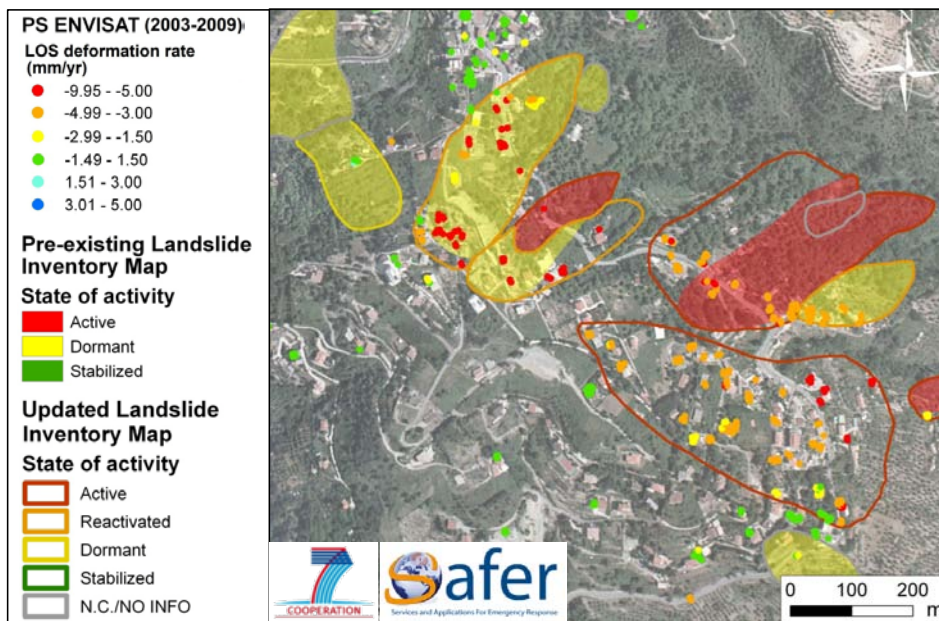 PS ENVISAT (2003-2009)
LOS deformation rate
(mm/yr)
-9.95 - -5.00
-4.99 - -3.00
-2.99 - -1.50
-1.49 - 1.50
1.51 - 3.00
3.01 - 5.00
Pre-existing Landslide
Inventory Map
State of activity
Active
Dormant
Stabilized
Updated Landslide
Inventory Map
State of activity
Active
Reactivated
Dormant
Stabilized
N.C./NO INFO
7
COOPERATION
Safer
Services and Applications For Emergency Response
0 100 200
m